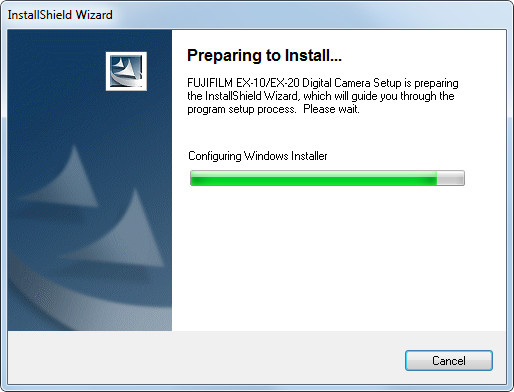 InstallShield Wizard
Preparing to Install...
FUJIFILM EX-10/EX-20 Digital Camera Setup is preparing
the InstallShield Wizard, which will guide you through the
program setup process. Please wait.
Configuring Windows Installer
Cancel